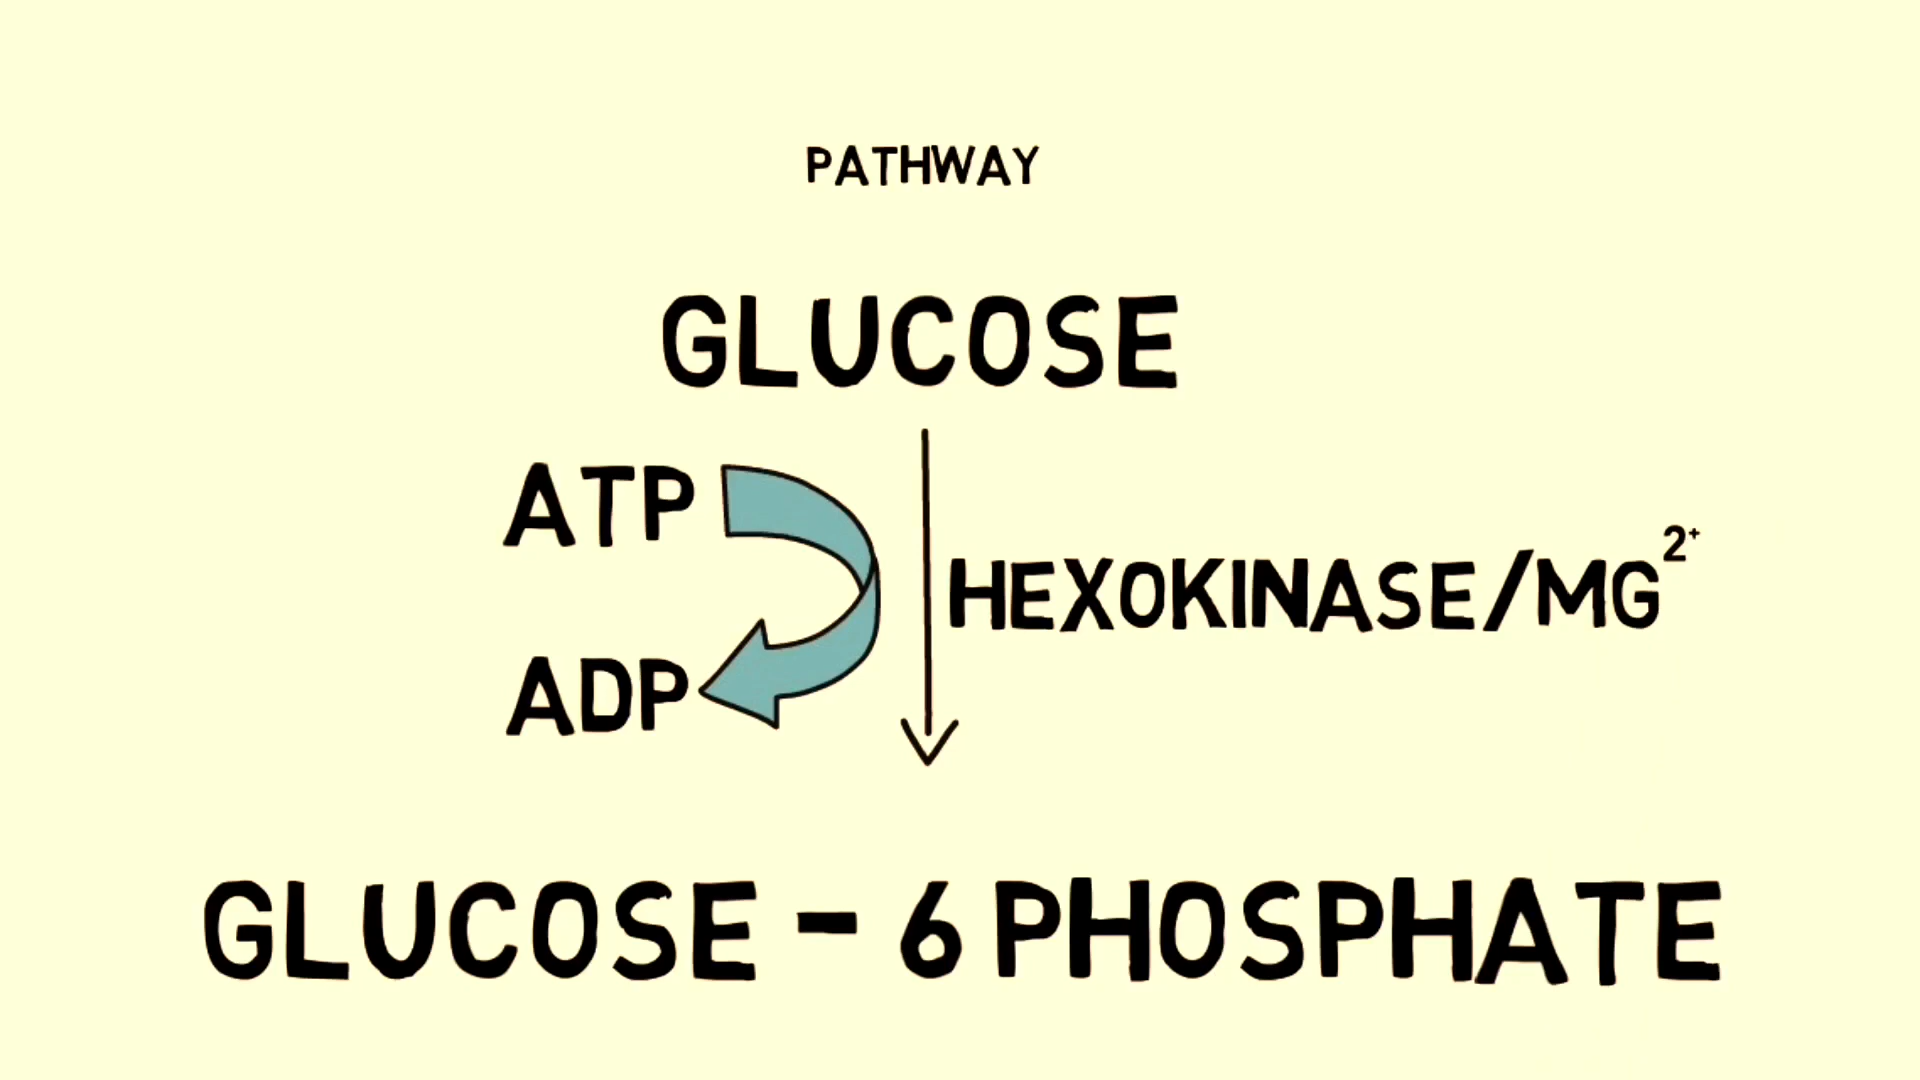 PATHWAY
GLUCOSE
ATP
HEXOKINASE/MG²⁺
ADP
GLUCOSE - 6 PHOSPHATE